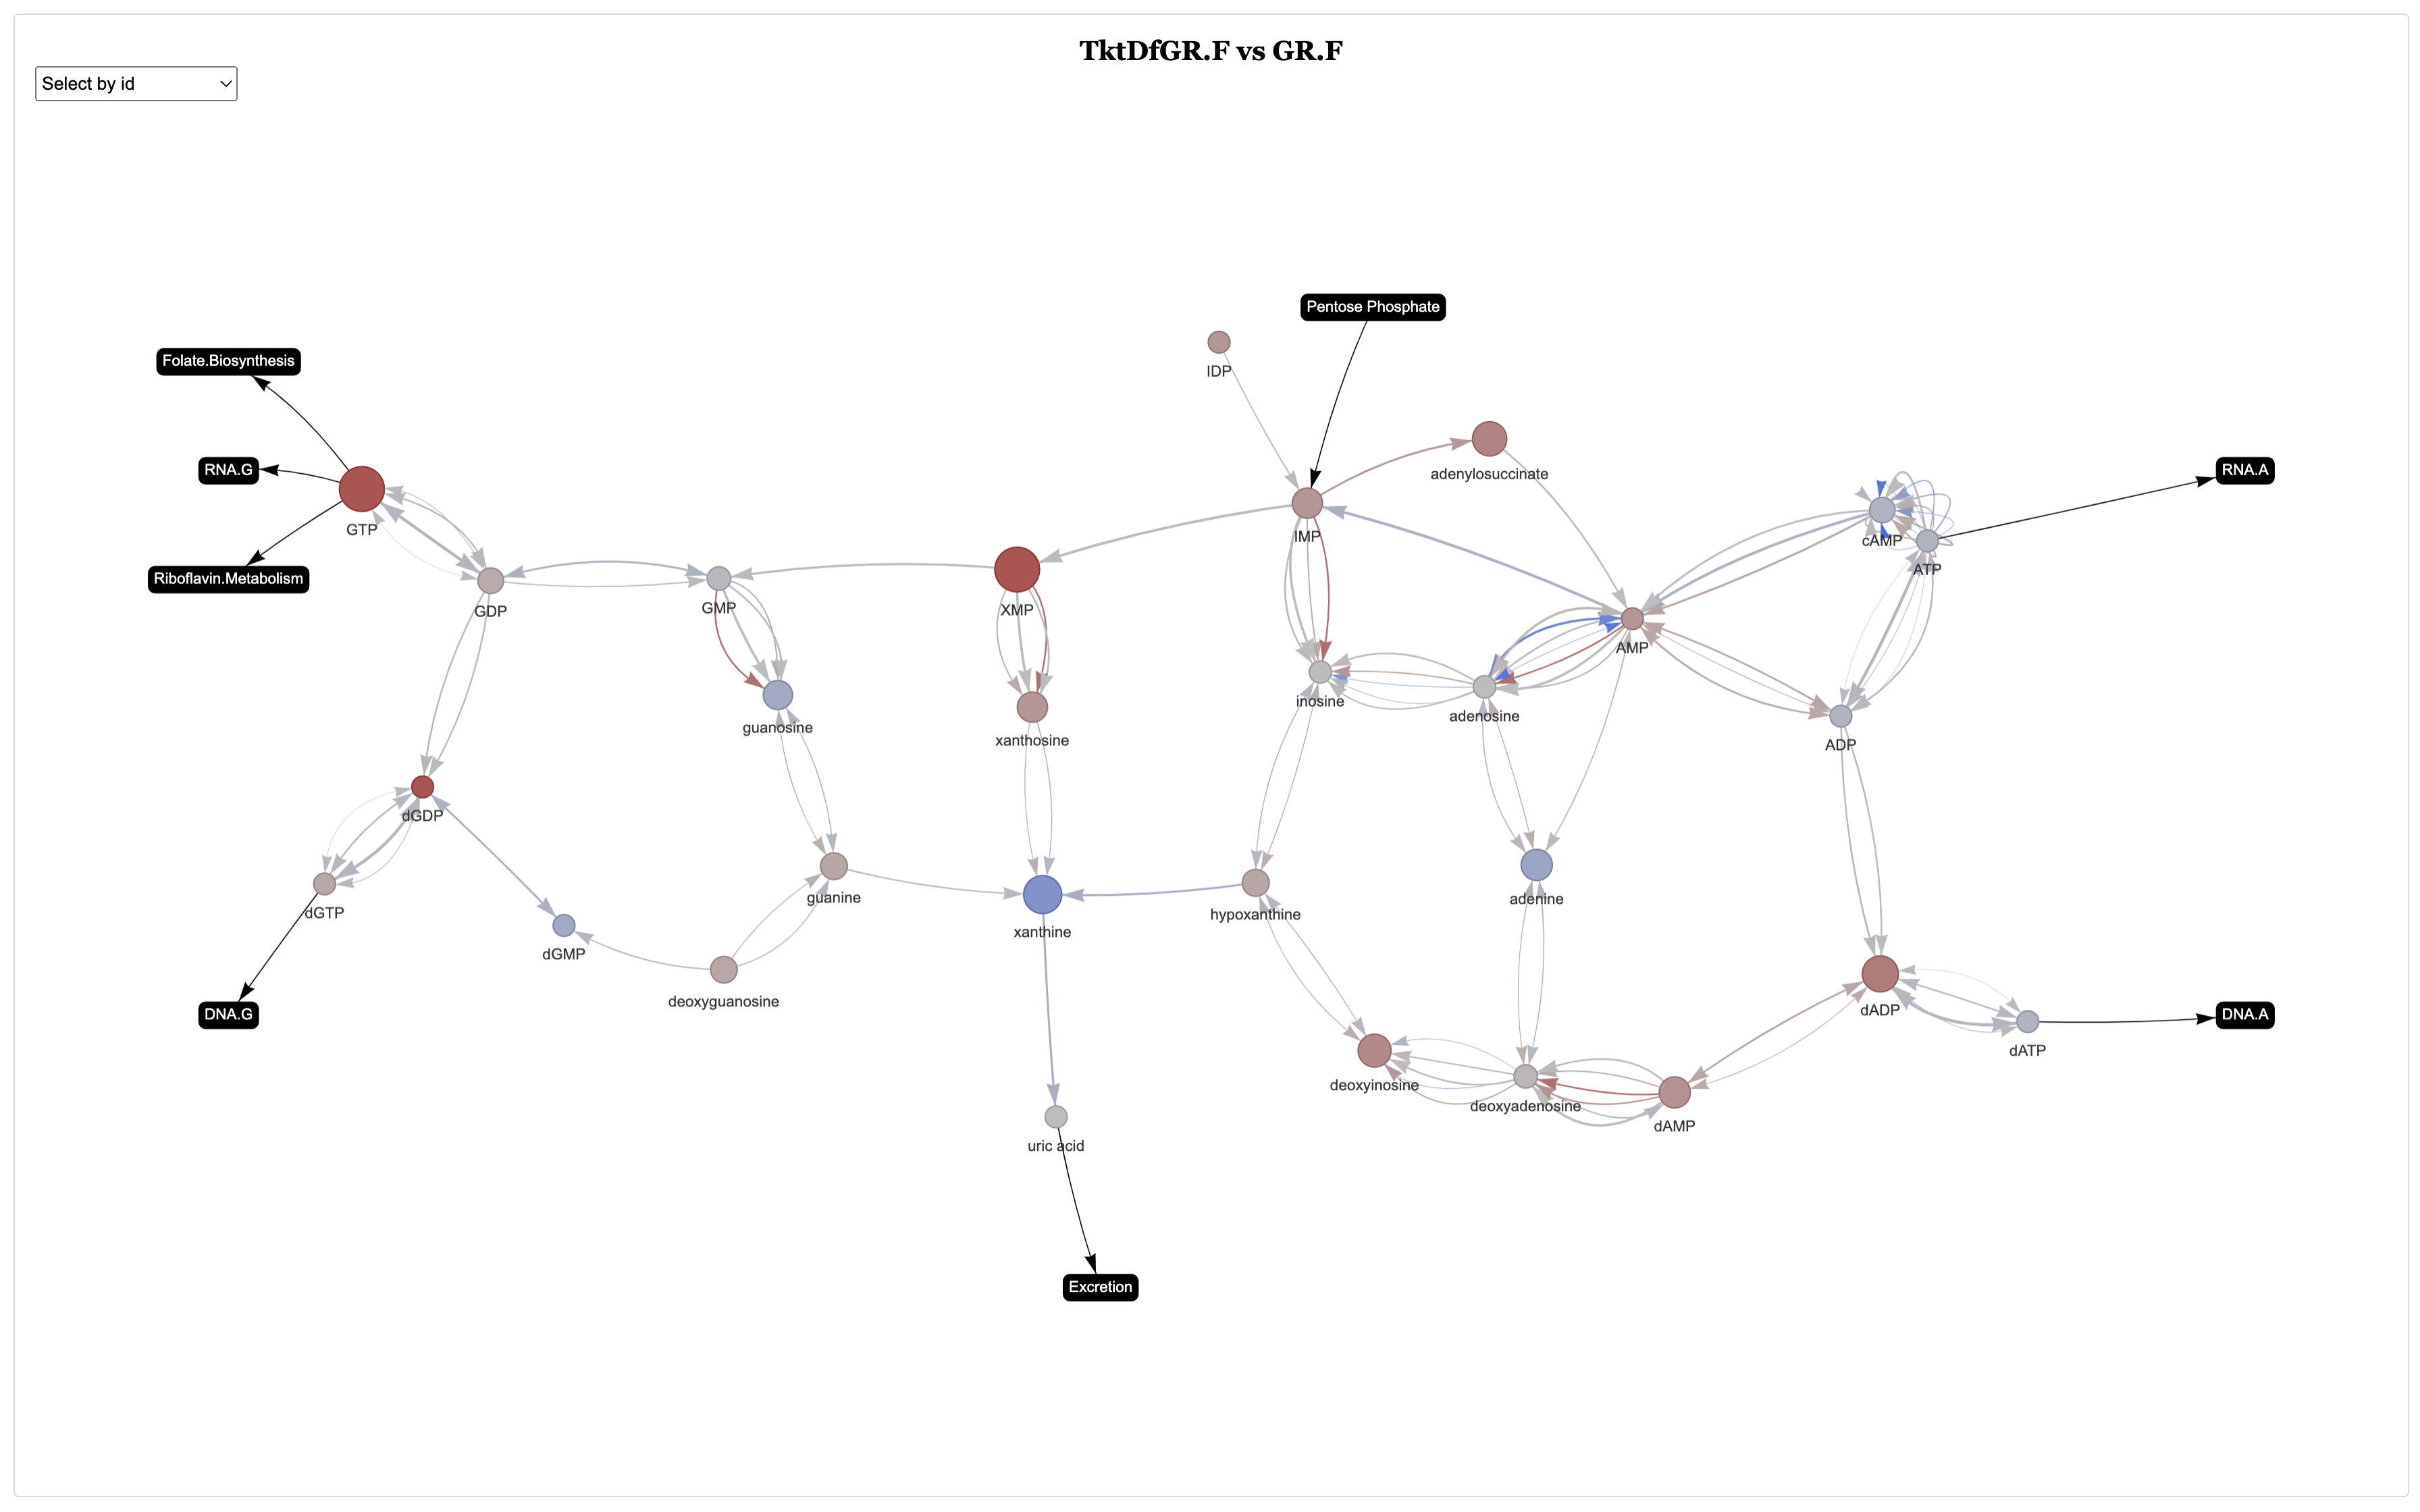 TktDfGR.F vs GR.F
Select by id
Pentose Phosphate
Folate.Biosynthesis
IDP
RNA.G
adenylosuccinate
RNA.A
GTP
IMP
cAMP
ATP
Riboflavin.Metabolism
GDP
GMP
XMP
AMP
guanosine
xanthosine
inosine
adenosine
ADP
dGDP
dGTP
guanine
hypoxanthine
adenine
dGMP
xanthine
deoxyguanosine
dADP
DNA.G
DNA.A
dATP
deoxyinosine
deoxyadenosine
dAMP
uric acid
Excretion